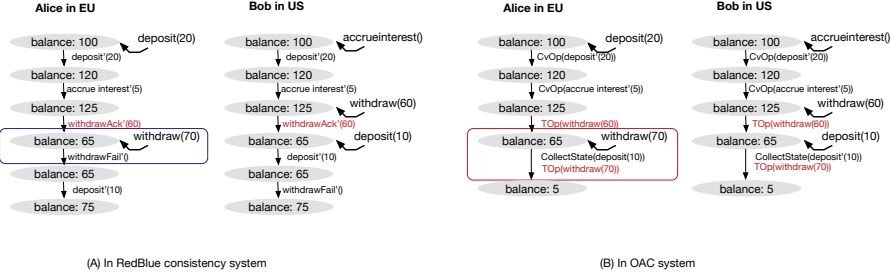 Alice in EU
Bob in US
balance: 100
deposit(20)
deposit'(20)
balance: 120
accrue interest'(5)
balance: 125
withdrawAck'(60)
balance: 65
withdraw(70)
withdrawFail'()
balance: 65
deposit'(10)
balance: 75
balance: 100
accrueinterest()
deposit'(20)
balance: 120
accrue interest'(5)
balance: 125
withdraw(60)
withdrawAck'(60)
balance: 65
deposit(10)
deposit'(10)
balance: 65
withdrawFail'()
balance: 75
(A) In RedBlue consistency system
Alice in EU
Bob in US
balance: 100
deposit(20)
CvOp(deposit'(20))
balance: 120
CvOp(accrue interest'(5))
balance: 125
TOp(withdraw(60))
balance: 65
withdraw(70)
CollectState(deposit(10))
TOp(withdraw(70))
balance: 5
balance: 100
accrueinterest()
CvOp(deposit'(20))
balance: 120
CvOp(accrue interest'(5))
balance: 125
withdraw(60)
TOp(withdraw(60))
balance: 65
deposit(10)
CollectState(deposit'(10))
TOp(withdraw(70))
balance: 5
(B) In OAC system